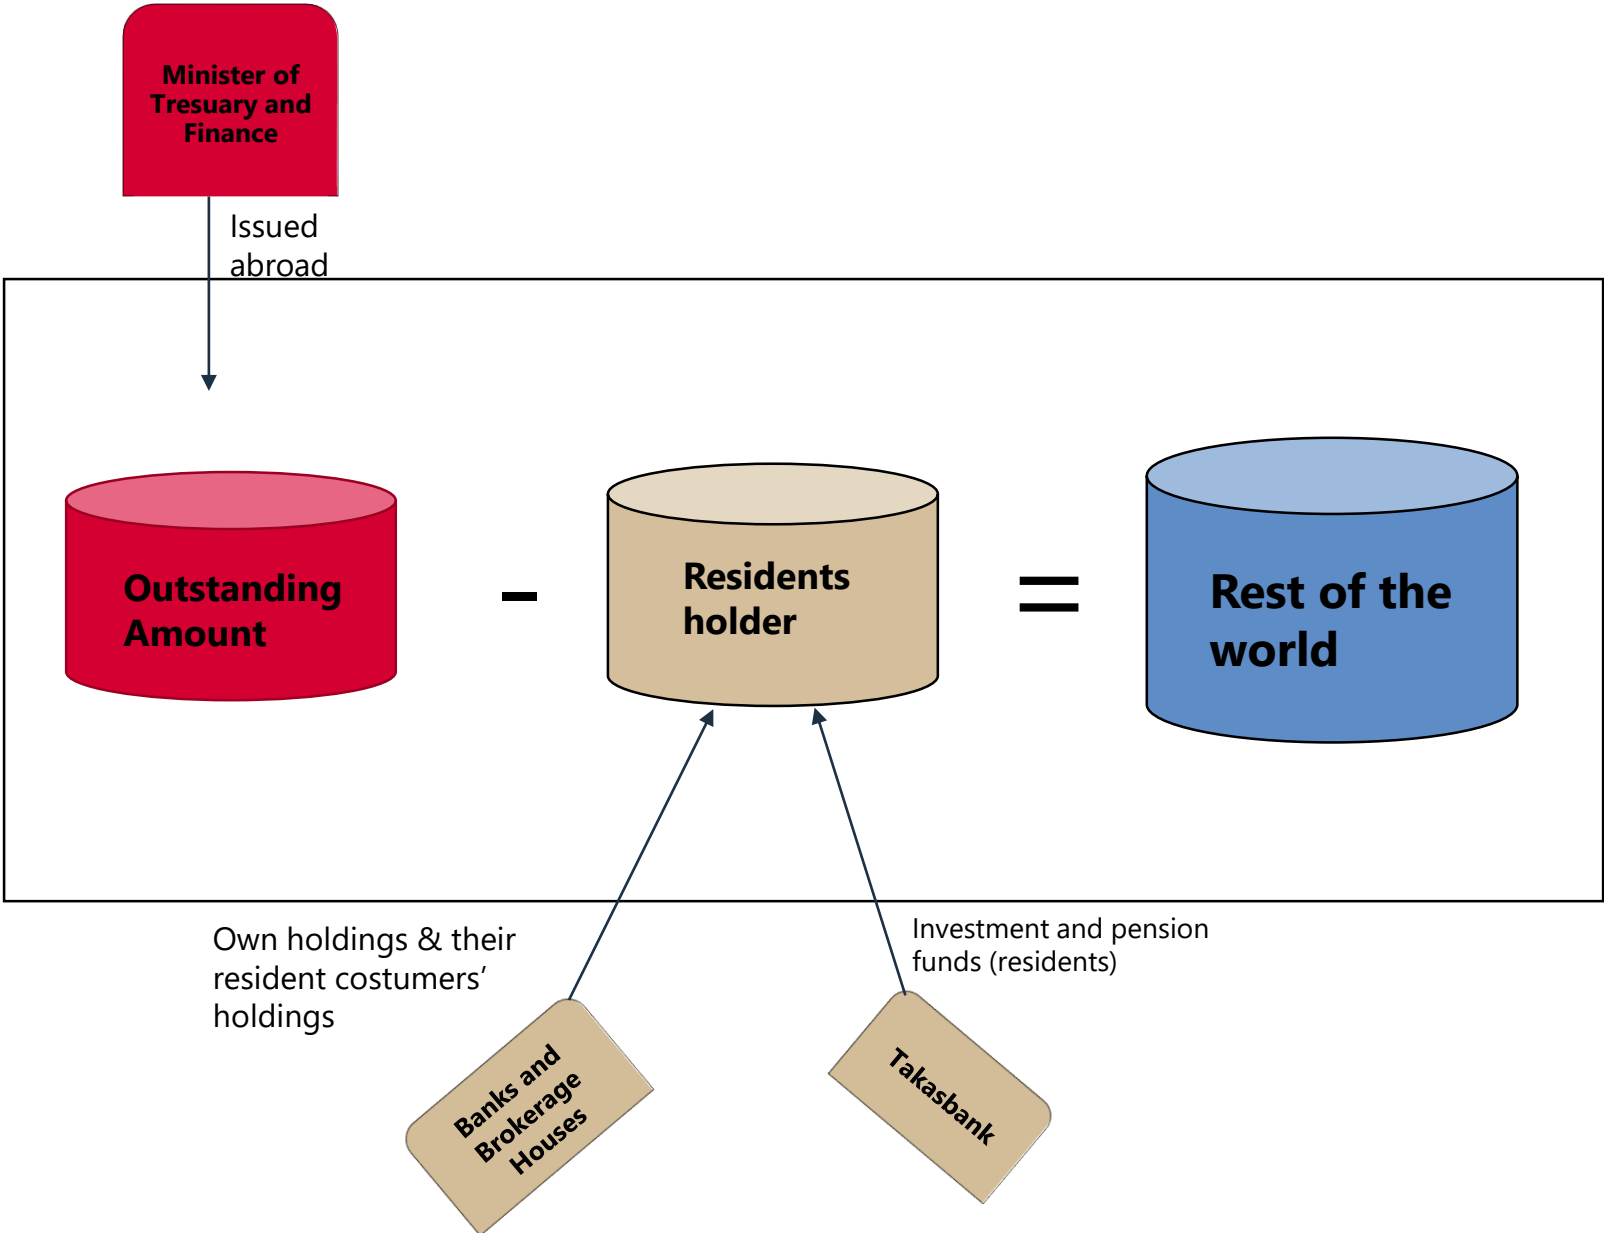 Minister of
Tresuary and
Finance
Issued
abroad
Outstanding
Amount
-
Residents
holder
=
Rest of the
world
Own holdings & their
resident costumers’
holdings
Investment and pension
funds (residents)
Banks and
Brokerage
Houses
Takasbank